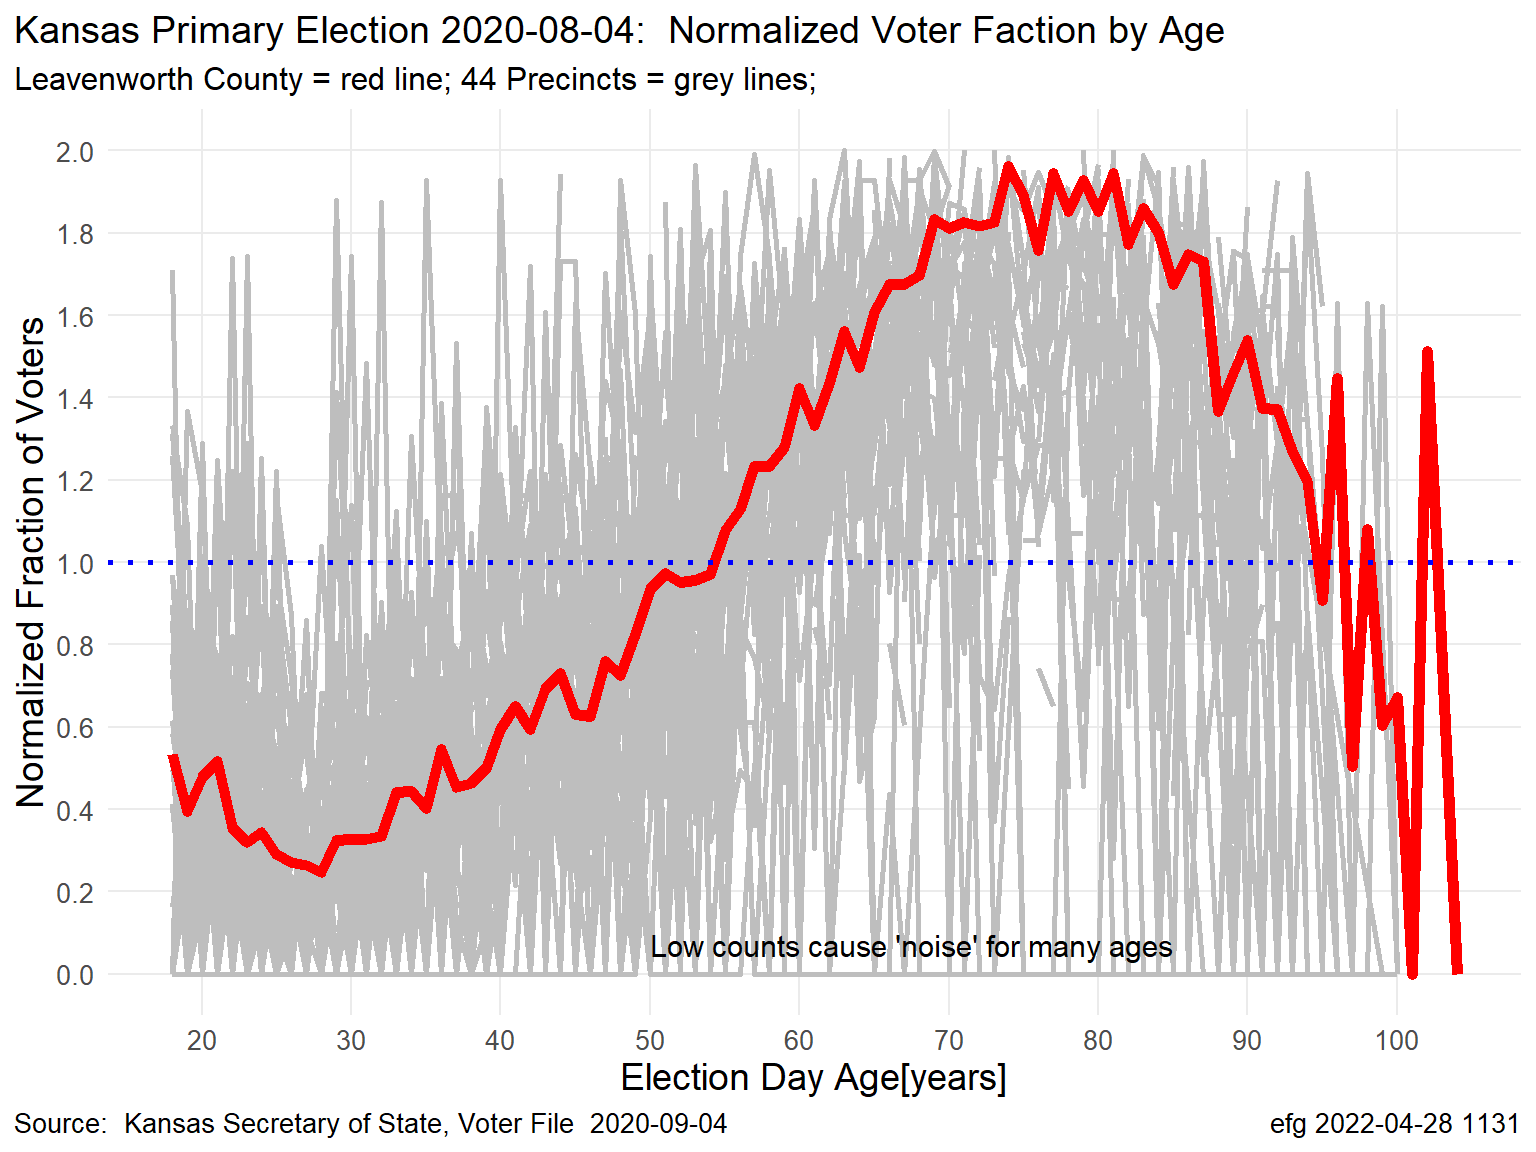 Kansas Primary Election 2020-08-04:  Normalized Voter Faction by Age
Leavenworth County = red line; 44 Precincts = grey lines;
Normalized Fraction of Voters
2.0
1.8
1.6
1.4
1.2
1.0
0.8
0.6
0.4
0.2
0.0
Low counts cause 'noise' for many ages
20 30 40 50 60 70 80 90 100
Election Day Age[years]
Source:  Kansas Secretary of State, Voter File  2020-09-04
efg 2022-04-28 1131